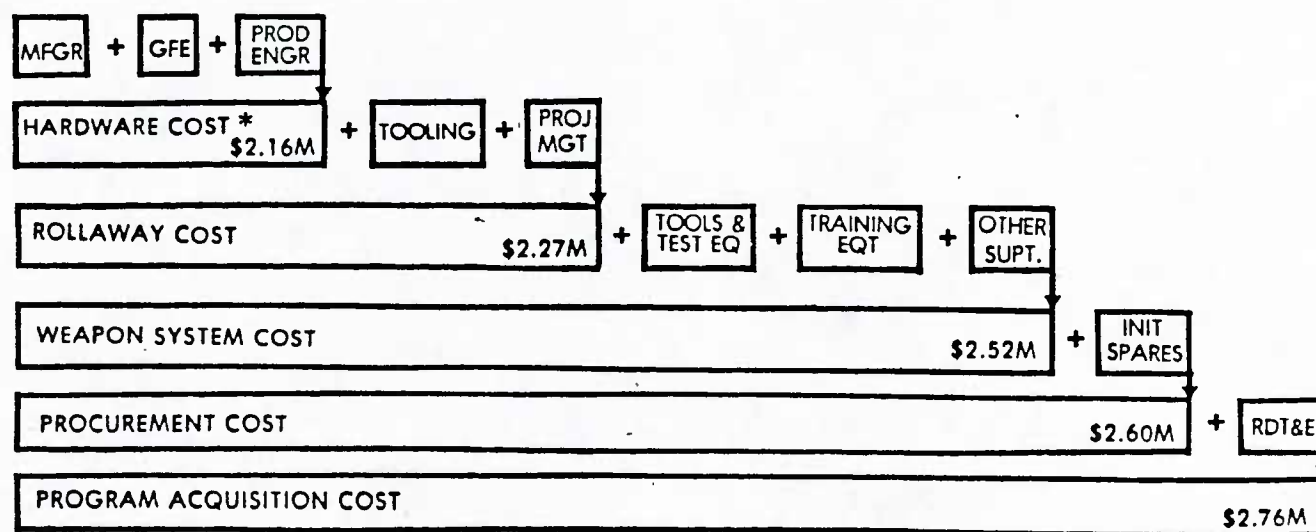 MFGR + GFE + PROD ENGR
HARDWARE COST *
$2.16M
+ TOOLING + PROJ MGT
ROLLAWAY COST
$2.27M
+ TOOLS & TEST EQ + TRAINING EQT + OTHER SUPT.
WEAPON SYSTEM COST
$2.52M
+ INIT SPARES
PROCUREMENT COST
$2.60M
+ RDT&E
PROGRAM ACQUISITION COST
$2.76M